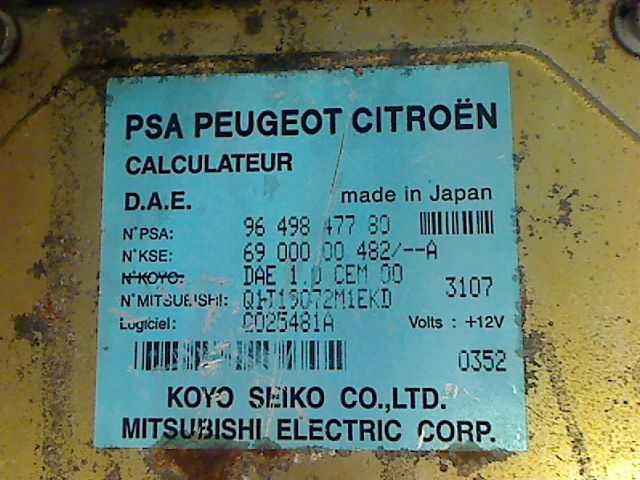 PSA PEUGEOT CITROËN
CALCULATEUR
D.A.E. made in Japan
N°PSA: 96 498 477 80
N°KSE: 69 000 00 482/--A
N°KOYO: DAE 1.0 CEM 00
N°MITSUBISHI: Q1T19072M1EKD 3107
Logiciel: C025481A Volts : +12V
0352
KOYO SEIKO CO.,LTD.
MITSUBISHI ELECTRIC CORP.